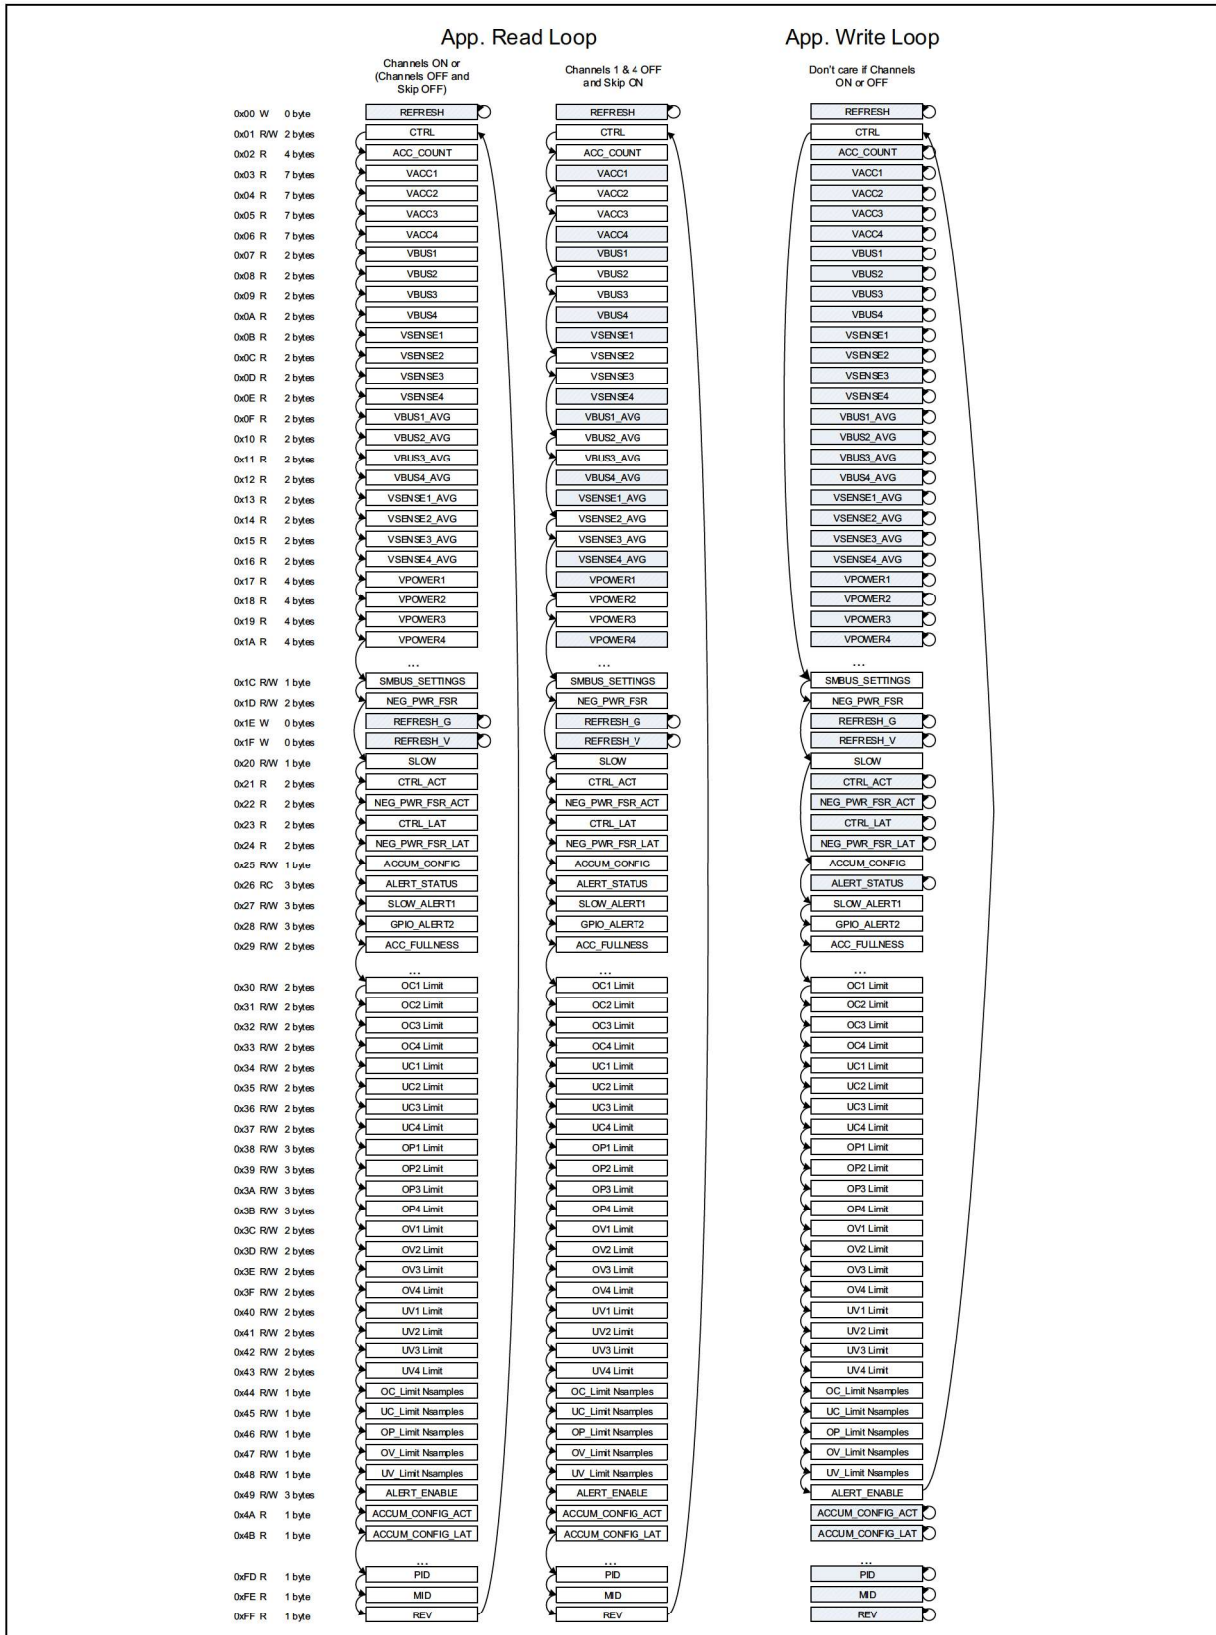 App. Read Loop App. Write Loop
Channels ON or
(Channels OFF and
Skip OFF)
Channels 1 & 4 OFF
and Skip ON
Don't care if Channels
ON or OFF
0x00 W 0 byte REFRESH REFRESH REFRESH
0x01 R/W 2 bytes CTRL CTRL CTRL
0x02 R 4 bytes ACC_COUNT ACC_COUNT ACC_COUNT
0x03 R 7 bytes VACC1 VACC1 VACC1
0x04 R 7 bytes VACC2 VACC2 VACC2
0x05 R 7 bytes VACC3 VACC3 VACC3
0x06 R 7 bytes VACC4 VACC4 VACC4
0x07 R 2 bytes VBUS1 VBUS1 VBUS1
0x08 R 2 bytes VBUS2 VBUS2 VBUS2
0x09 R 2 bytes VBUS3 VBUS3 VBUS3
0x0A R 2 bytes VBUS4 VBUS4 VBUS4
0x0B R 2 bytes VSENSE1 VSENSE1 VSENSE1
0x0C R 2 bytes VSENSE2 VSENSE2 VSENSE2
0x0D R 2 bytes VSENSE3 VSENSE3 VSENSE3
0x0E R 2 bytes VSENSE4 VSENSE4 VSENSE4
0x0F R 2 bytes VBUS1_AVG VBUS1_AVG VBUS1_AVG
0x10 R 2 bytes VBUS2_AVG VBUS2_AVG VBUS2_AVG
0x11 R 2 bytes VBUS3_AVG VBUS3_AVG VBUS3_AVG
0x12 R 2 bytes VBUS4_AVG VBUS4_AVG VBUS4_AVG
0x13 R 2 bytes VSENSE1_AVG VSENSE1_AVG VSENSE1_AVG
0x14 R 2 bytes VSENSE2_AVG VSENSE2_AVG VSENSE2_AVG
0x15 R 2 bytes VSENSE3_AVG VSENSE3_AVG VSENSE3_AVG
0x16 R 2 bytes VSENSE4_AVG VSENSE4_AVG VSENSE4_AVG
0x17 R 4 bytes VPOWER1 VPOWER1 VPOWER1
0x18 R 4 bytes VPOWER2 VPOWER2 VPOWER2
0x19 R 4 bytes VPOWER3 VPOWER3 VPOWER3
0x1A R 4 bytes VPOWER4 VPOWER4 VPOWER4
... ... ...
0x1C R/W 1 byte SMBUS_SETTINGS SMBUS_SETTINGS SMBUS_SETTINGS
0x1D R/W 2 bytes NEG_PWR_FSR NEG_PWR_FSR NEG_PWR_FSR
0x1E W 0 bytes REFRESH_G REFRESH_G REFRESH_G
0x1F W 0 bytes REFRESH_V REFRESH_V REFRESH_V
0x20 R/W 1 byte SLOW SLOW SLOW
0x21 R 2 bytes CTRL_ACT CTRL_ACT CTRL_ACT
0x22 R 2 bytes NEG_PWR_FSR_ACT NEG_PWR_FSR_ACT NEG_PWR_FSR_ACT
0x23 R 2 bytes CTRL_LAT CTRL_LAT CTRL_LAT
0x24 R 2 bytes NEG_PWR_FSR_LAT NEG_PWR_FSR_LAT NEG_PWR_FSR_LAT
0x25 R/W 1 byte ACCUM_CONFIG ACCUM_CONFIG ACCUM_CONFIG
0x26 RC 3 bytes ALERT_STATUS ALERT_STATUS ALERT_STATUS
0x27 R/W 3 bytes SLOW_ALERT1 SLOW_ALERT1 SLOW_ALERT1
0x28 R/W 3 bytes GPIO_ALERT2 GPIO_ALERT2 GPIO_ALERT2
0x29 R/W 2 bytes ACC_FULLNESS ACC_FULLNESS ACC_FULLNESS
... ... ...
0x30 R/W 2 bytes OC1 Limit OC1 Limit OC1 Limit
0x31 R/W 2 bytes OC2 Limit OC2 Limit OC2 Limit
0x32 R/W 2 bytes OC3 Limit OC3 Limit OC3 Limit
0x33 R/W 2 bytes OC4 Limit OC4 Limit OC4 Limit
0x34 R/W 2 bytes UC1 Limit UC1 Limit UC1 Limit
0x35 R/W 2 bytes UC2 Limit UC2 Limit UC2 Limit
0x36 R/W 2 bytes UC3 Limit UC3 Limit UC3 Limit
0x37 R/W 2 bytes UC4 Limit UC4 Limit UC4 Limit
0x38 R/W 3 bytes OP1 Limit OP1 Limit OP1 Limit
0x39 R/W 3 bytes OP2 Limit OP2 Limit OP2 Limit
0x3A R/W 3 bytes OP3 Limit OP3 Limit OP3 Limit
0x3B R/W 3 bytes OP4 Limit OP4 Limit OP4 Limit
0x3C R/W 2 bytes OV1 Limit OV1 Limit OV1 Limit
0x3D R/W 2 bytes OV2 Limit OV2 Limit OV2 Limit
0x3E R/W 2 bytes OV3 Limit OV3 Limit OV3 Limit
0x3F R/W 2 bytes OV4 Limit OV4 Limit OV4 Limit
0x40 R/W 2 bytes UV1 Limit UV1 Limit UV1 Limit
0x41 R/W 2 bytes UV2 Limit UV2 Limit UV2 Limit
0x42 R/W 2 bytes UV3 Limit UV3 Limit UV3 Limit
0x43 R/W 2 bytes UV4 Limit UV4 Limit UV4 Limit
0x44 R/W 1 byte OC_Limit Nsamples OC_Limit Nsamples OC_Limit Nsamples
0x45 R/W 1 byte UC_Limit Nsamples UC_Limit Nsamples UC_Limit Nsamples
0x46 R/W 1 byte OP_Limit Nsamples OP_Limit Nsamples OP_Limit Nsamples
0x47 R/W 1 byte OV_Limit Nsamples OV_Limit Nsamples OV_Limit Nsamples
0x48 R/W 1 byte UV_Limit Nsamples UV_Limit Nsamples UV_Limit Nsamples
0x49 R/W 3 bytes ALERT_ENABLE ALERT_ENABLE ALERT_ENABLE
0x4A R 1 byte ACCUM_CONFIG_ACT ACCUM_CONFIG_ACT ACCUM_CONFIG_ACT
0x4B R 1 byte ACCUM_CONFIG_LAT ACCUM_CONFIG_LAT ACCUM_CONFIG_LAT
... ... ...
0xFD R 1 byte PID PID PID
0xFE R 1 byte MID MID MID
0xFF R 1 byte REV REV REV